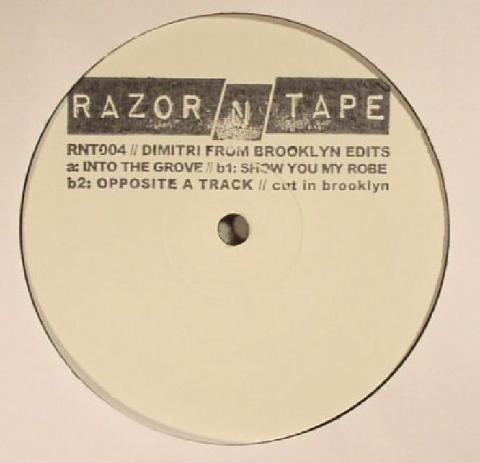 RAZOR N TAPE
RNT004 // DIMITRI FROM BROOKLYN EDITS
a: INTO THE GROVE // b1: SHOW YOU MY ROBE
b2: OPPOSITE A TRACK // cut in brooklyn